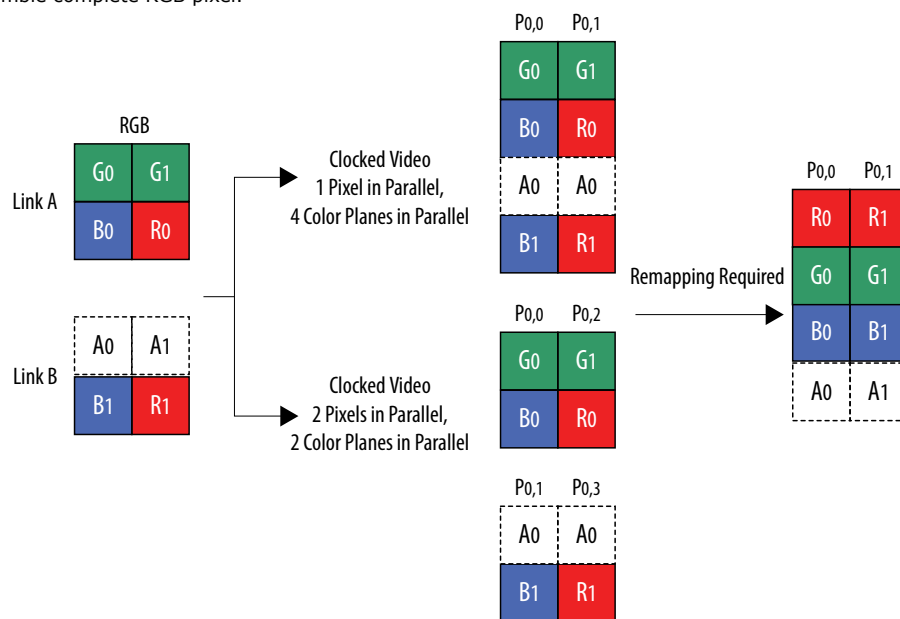 mble complete RGB pixel.
RGB
Link A
G0 G1
B0 R0
Link B
A0 A1
B1 R1
Clocked Video
1 Pixel in Parallel,
4 Color Planes in Parallel
Clocked Video
2 Pixels in Parallel,
2 Color Planes in Parallel
P0,0 P0,1
G0 G1
B0 R0
A0 A0
B1 R1
P0,0 P0,2
G0 G1
B0 R0
P0,1 P0,3
A0 A0
B1 R1
Remapping Required
P0,0 P0,1
R0 R1
G0 G1
B0 B1
A0 A1